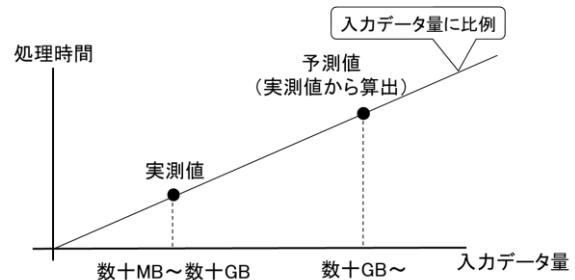 入力データ量に比例
処理時間
予測値
（実測値から算出）
実測値
数十MB～数十GB
数十GB～
入力データ量